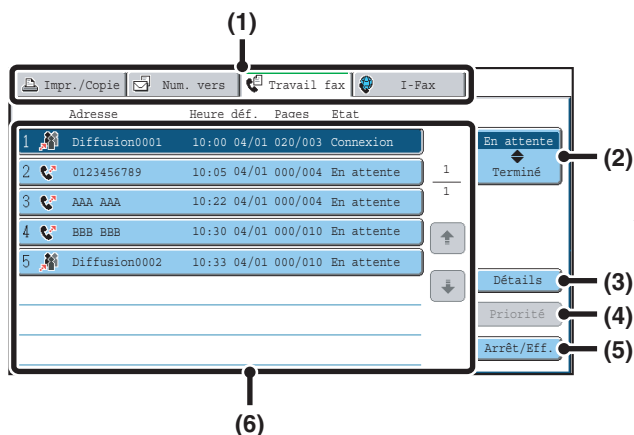 (1)
Impr./Copie Num. vers Travail fax I-Fax
Adresse Heure déf. Pages Etat
1 Diffusion0001 10:00 04/01 020/003 Connexion
2 0123456789 10:05 04/01 000/004 En attente
3 AAA AAA 10:22 04/01 000/004 En attente
4 BBB BBB 10:30 04/01 000/010 En attente
5 Diffusion0002 10:33 04/01 000/010 En attente
1
1
En attente
Terminé
(2)
Détails (3)
Priorité (4)
Arrêt/Eff. (5)
(6)